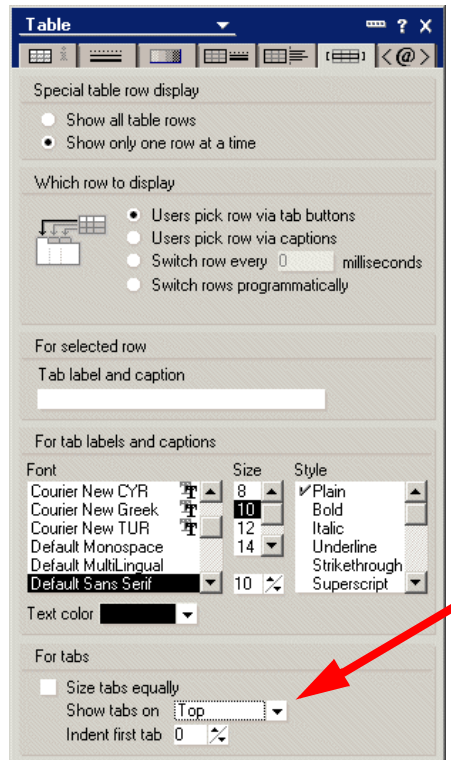 Table ? X
i <@>
Special table row display
Show all table rows
Show only one row at a time
Which row to display
Users pick row via tab buttons
Users pick row via captions
Switch row every 0 milliseconds
Switch rows programmatically
For selected row
Tab label and caption
For tab labels and captions
Font Size Style
Courier New CYR 8 Plain
Courier New Greek 10 Bold
Courier New TUR 12 Italic
Default Monospace 14 Underline
Default MultiLingual Strikethrough
Default Sans Serif 10 Superscript
Text color
For tabs
Size tabs equally
Show tabs on Top
Indent first tab 0